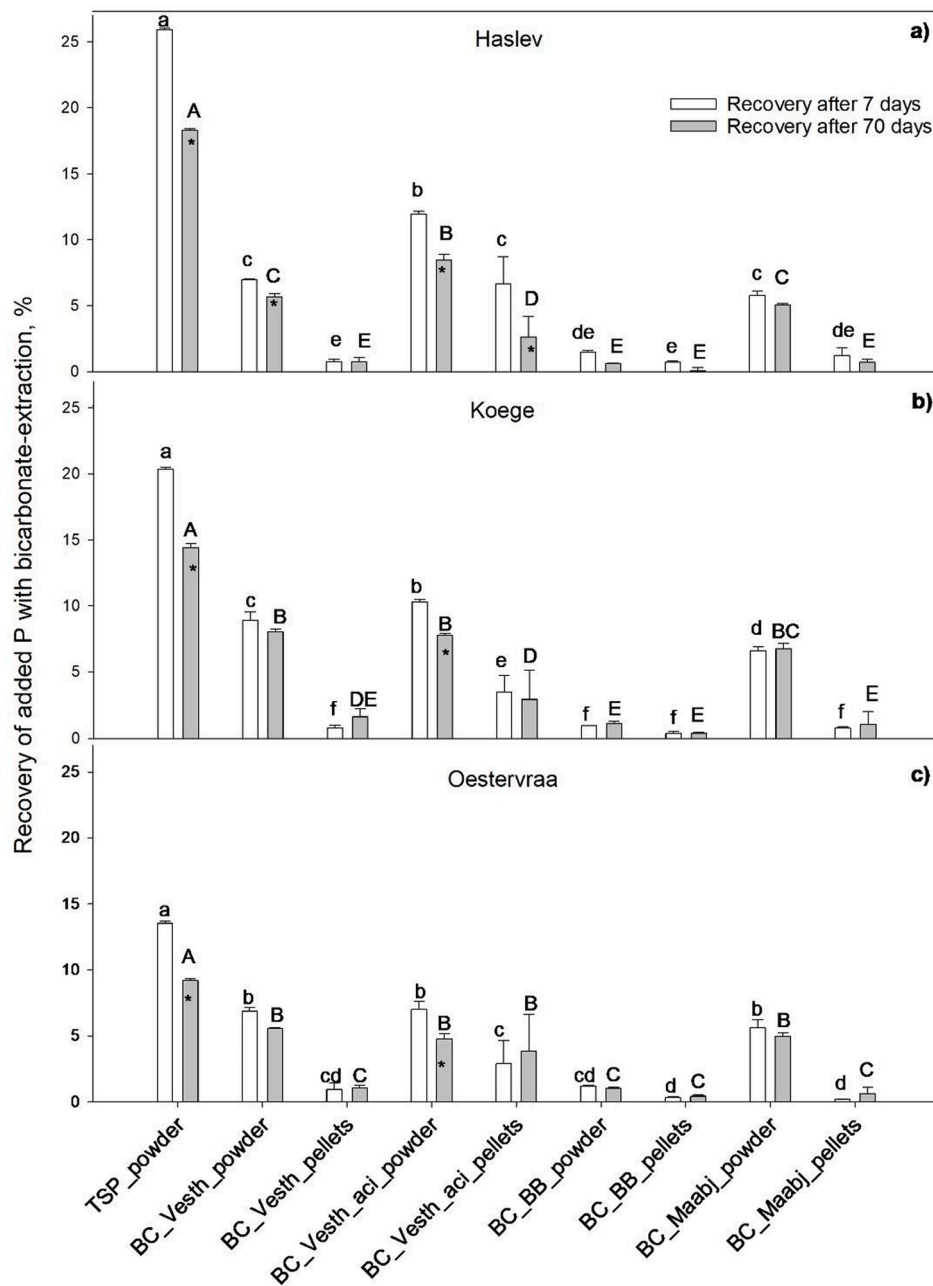 Recovery of added P with bicarbonate-extraction, %
a)
Haslev
Recovery after 7 days
Recovery after 70 days
25
20
15
10
5
0
a
A
*
c
C
*
e
E
b
B
*
c
D
*
de
E
e
E
c
C
de
E
b)
Koege
25
20
15
10
5
0
a
A
*
c
B
f
DE
b
B
*
e
D
f
E
f
E
d
BC
f
E
c)
Oestervraa
25
20
15
10
5
0
a
A
*
b
B
cd
C
b
B
*
c
B
cd
C
d
C
b
B
d
C
TSP_powder
BC_Vesth_powder
BC_Vesth_pellets
BC_Vesth_aci_powder
BC_Vesth_aci_pellets
BC_BB_powder
BC_BB_pellets
BC_Maabj_powder
BC_Maabj_pellets